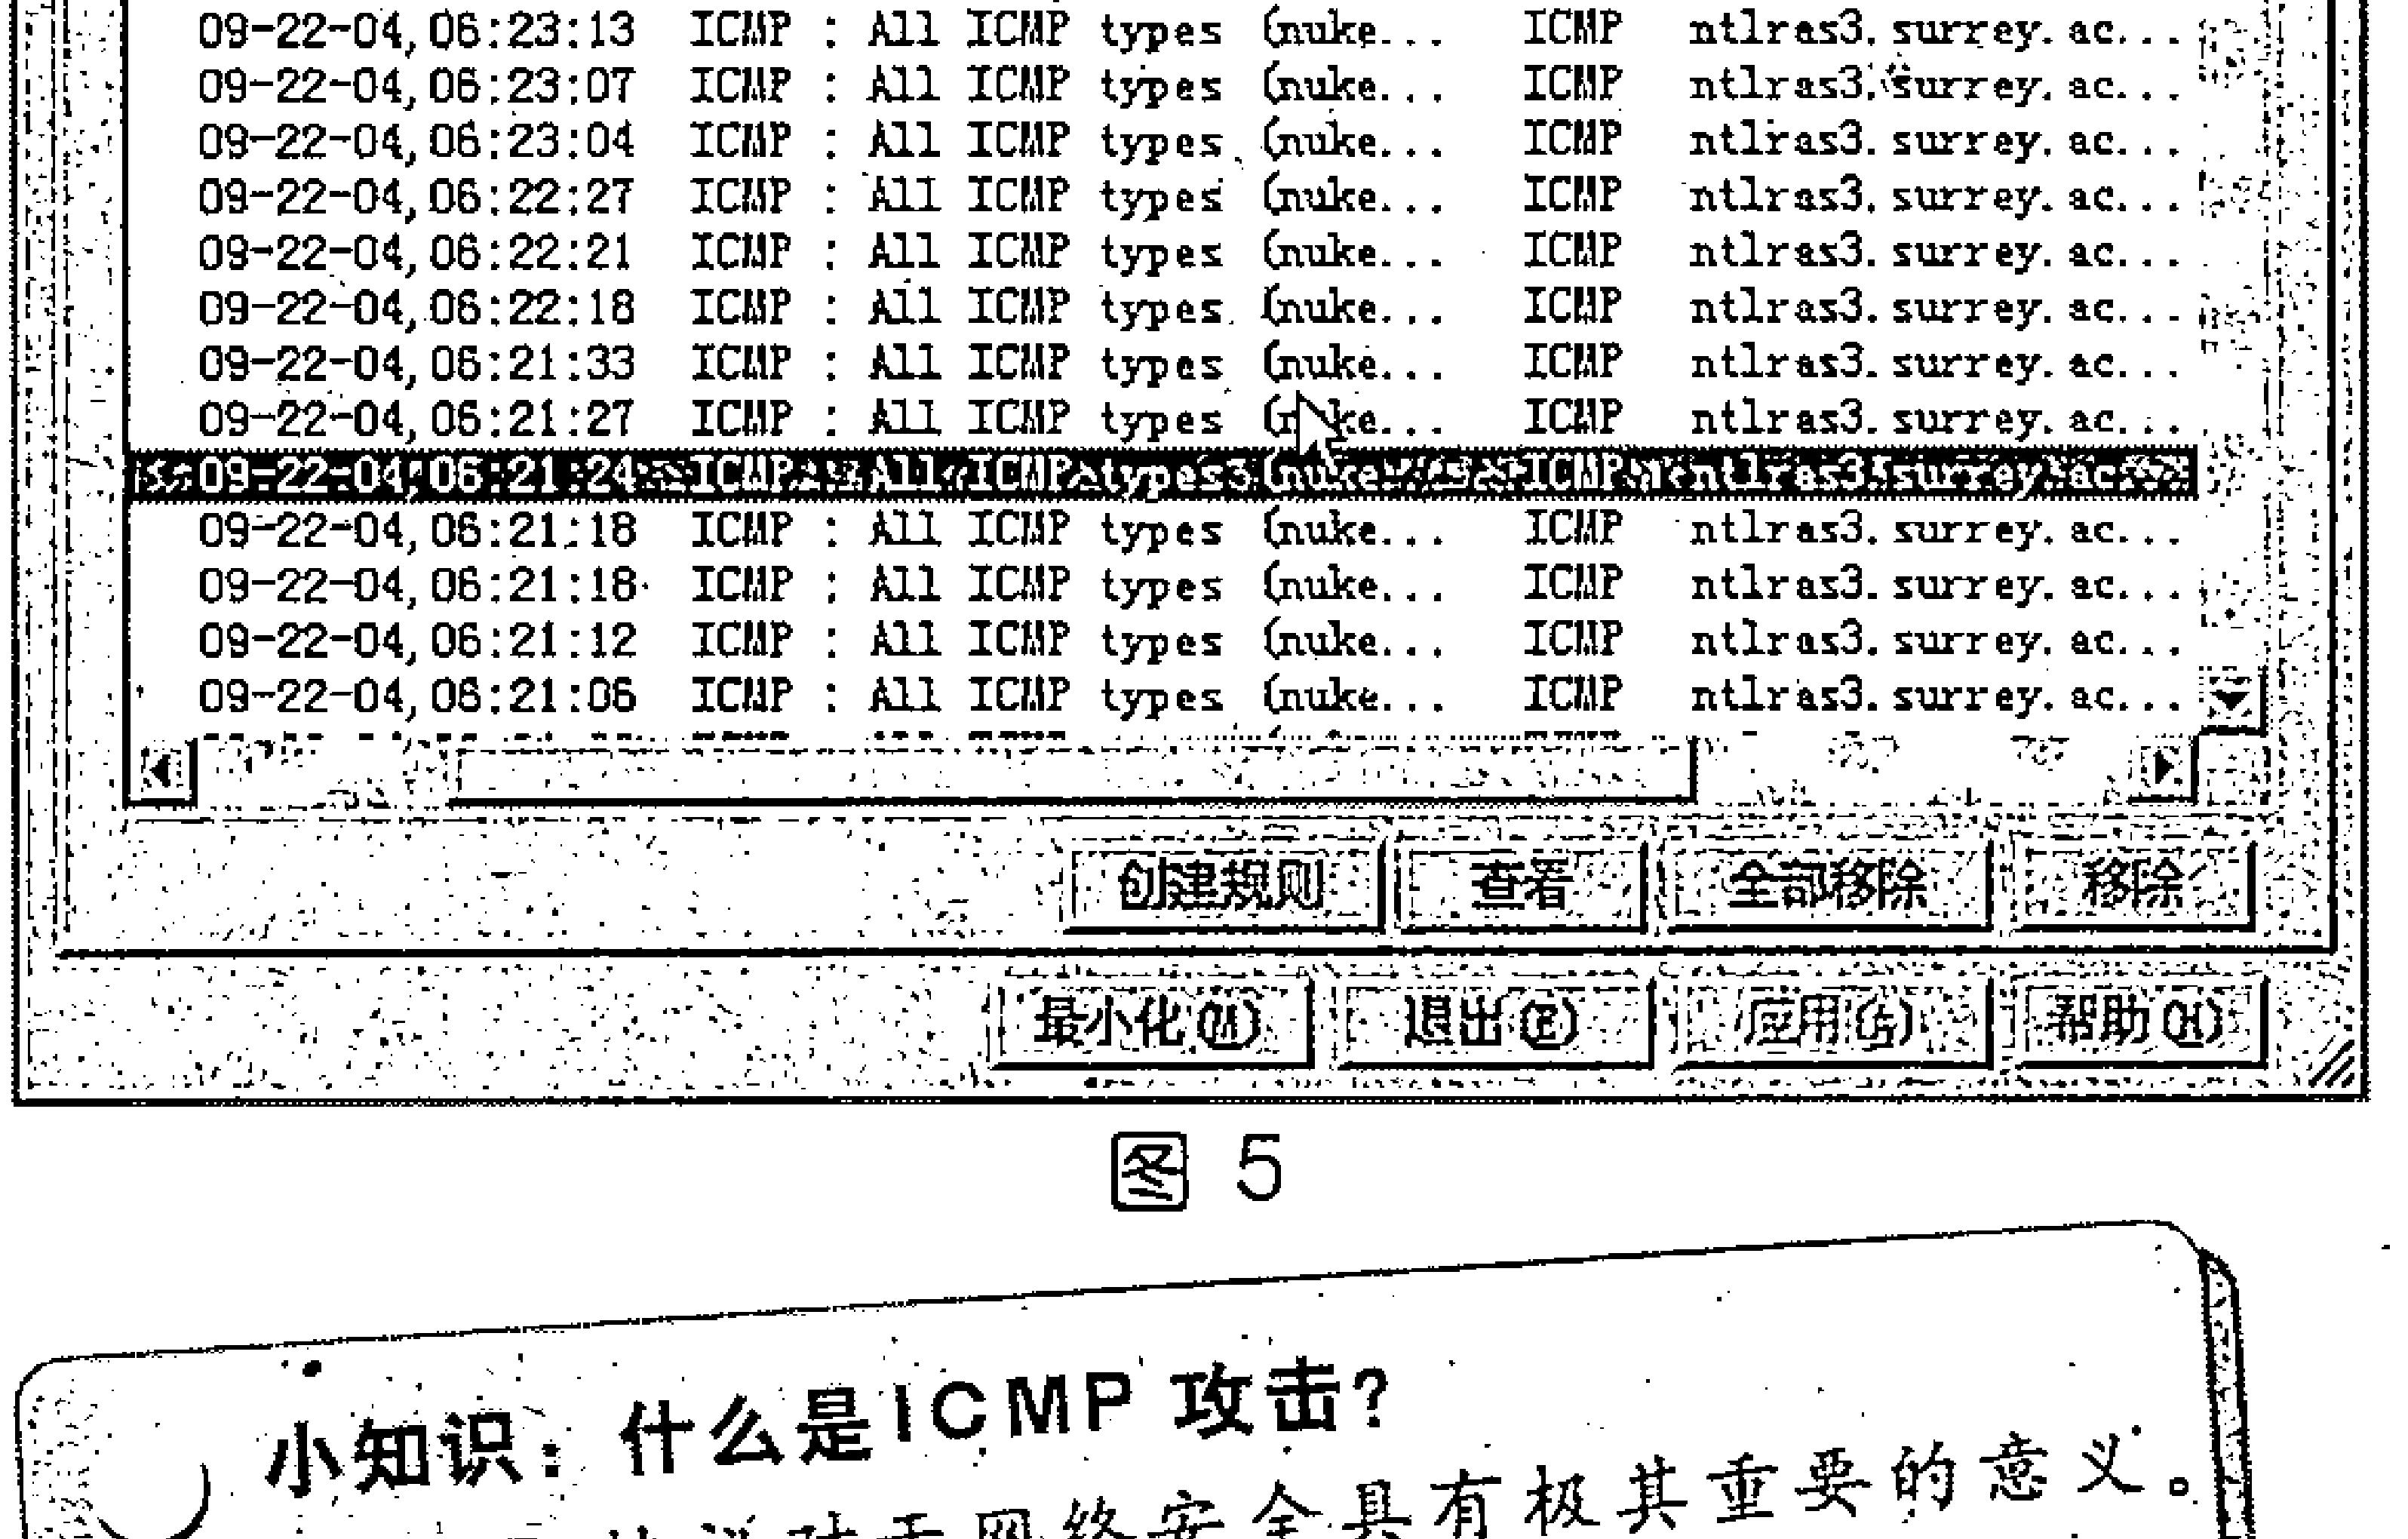 09-22-04,06:23:13 ICMP : All ICMP types (nuke... ICMP ntlras3.surrey.ac...
09-22-04,06:23:07 ICMP : All ICMP types (nuke... ICMP ntlras3.surrey.ac...
09-22-04,06:23:04 ICMP : All ICMP types (nuke... ICMP ntlras3.surrey.ac...
09-22-04,06:22:27 ICMP : All ICMP types (nuke... ICMP ntlras3.surrey.ac...
09-22-04,06:22:21 ICMP : All ICMP types (nuke... ICMP ntlras3.surrey.ac...
09-22-04,06:22:18 ICMP : All ICMP types (nuke... ICMP ntlras3.surrey.ac...
09-22-04,06:21:33 ICMP : All ICMP types (nuke... ICMP ntlras3.surrey.ac...
09-22-04,06:21:27 ICMP : All ICMP types (nuke... ICMP ntlras3.surrey.ac...
09-22-04,06:21:24 ICMP : All ICMP types (nuke... ICMP ntlras3.surrey.ac...
09-22-04,06:21:18 ICMP : All ICMP types (nuke... ICMP ntlras3.surrey.ac...
09-22-04,06:21:18 ICMP : All ICMP types (nuke... ICMP ntlras3.surrey.ac...
09-22-04,06:21:12 ICMP : All ICMP types (nuke... ICMP ntlras3.surrey.ac...
09-22-04,06:21:06 ICMP : All ICMP types (nuke... ICMP ntlras3.surrey.ac...
创建规则 查看 全部移除 移除
最小化(M) 退出(E) 应用(A) 帮助(H)
图 5
小知识：什么是ICMP 攻击?
对于网络安全具有极其重要的意义。